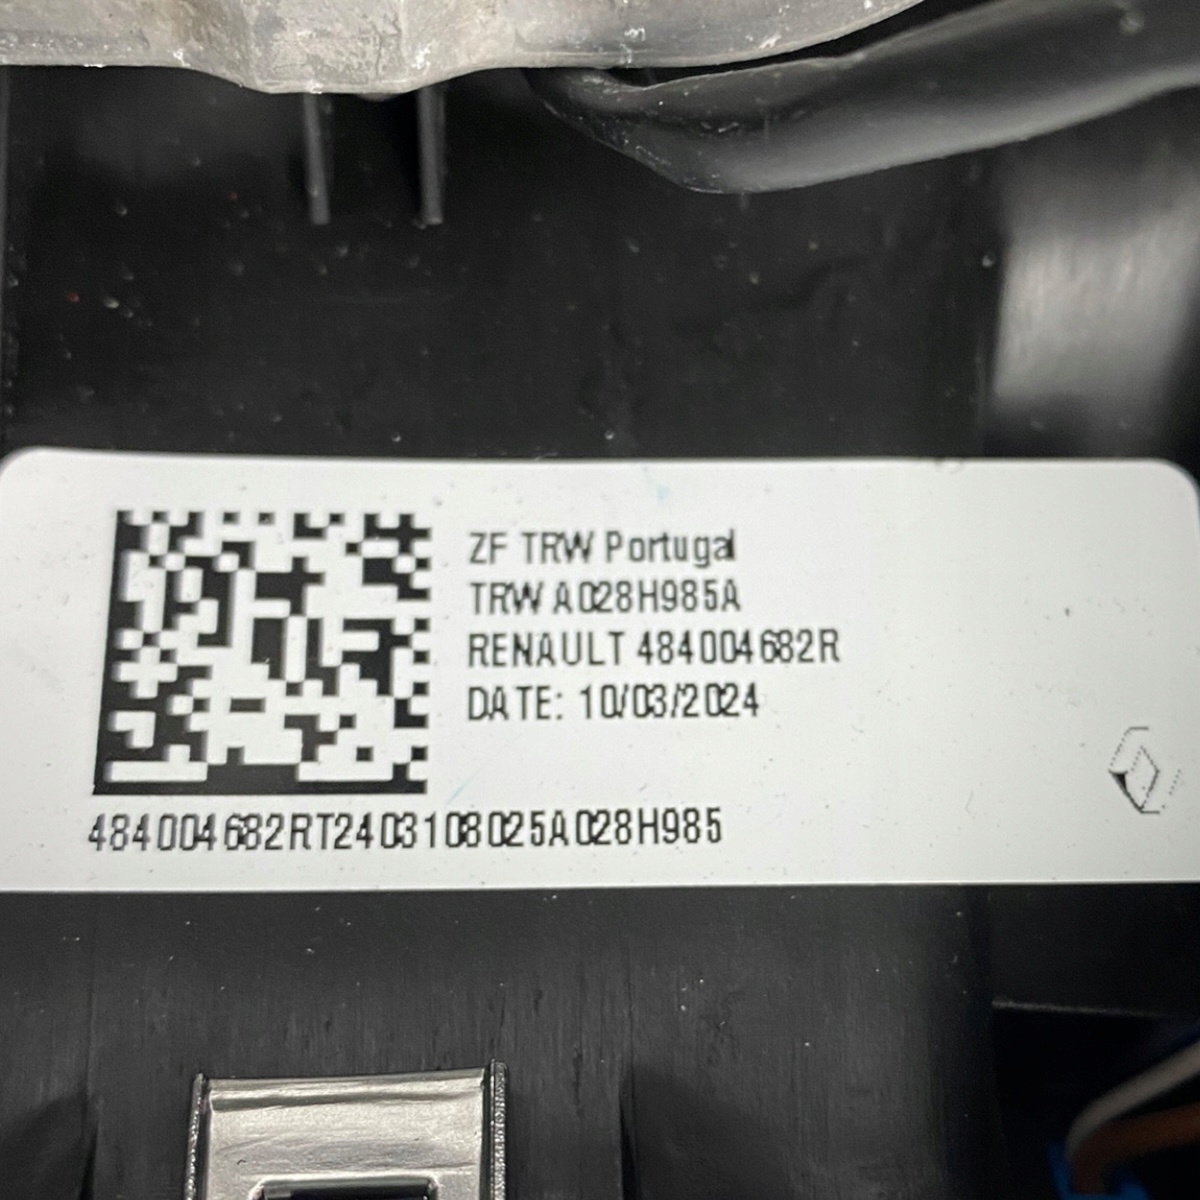 ZF TRW Portugal
TRW A028H985A
RENAULT 484004682R
DATE: 10/03/2024
484004682RT2403108025A028H985